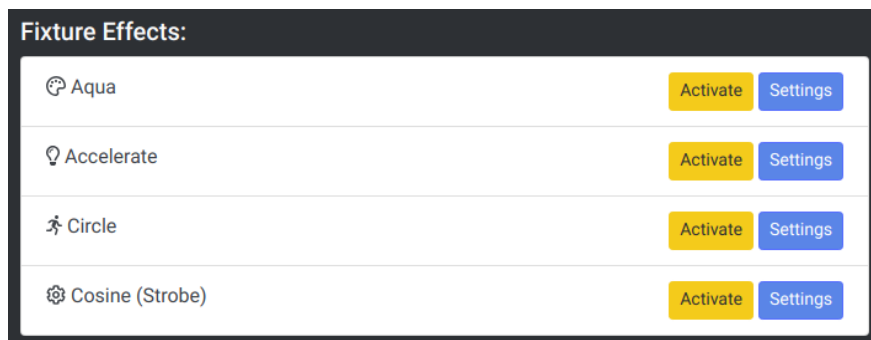 Fixture Effects:
Aqua Activate Settings
Accelerate Activate Settings
Circle Activate Settings
Cosine (Strobe) Activate Settings